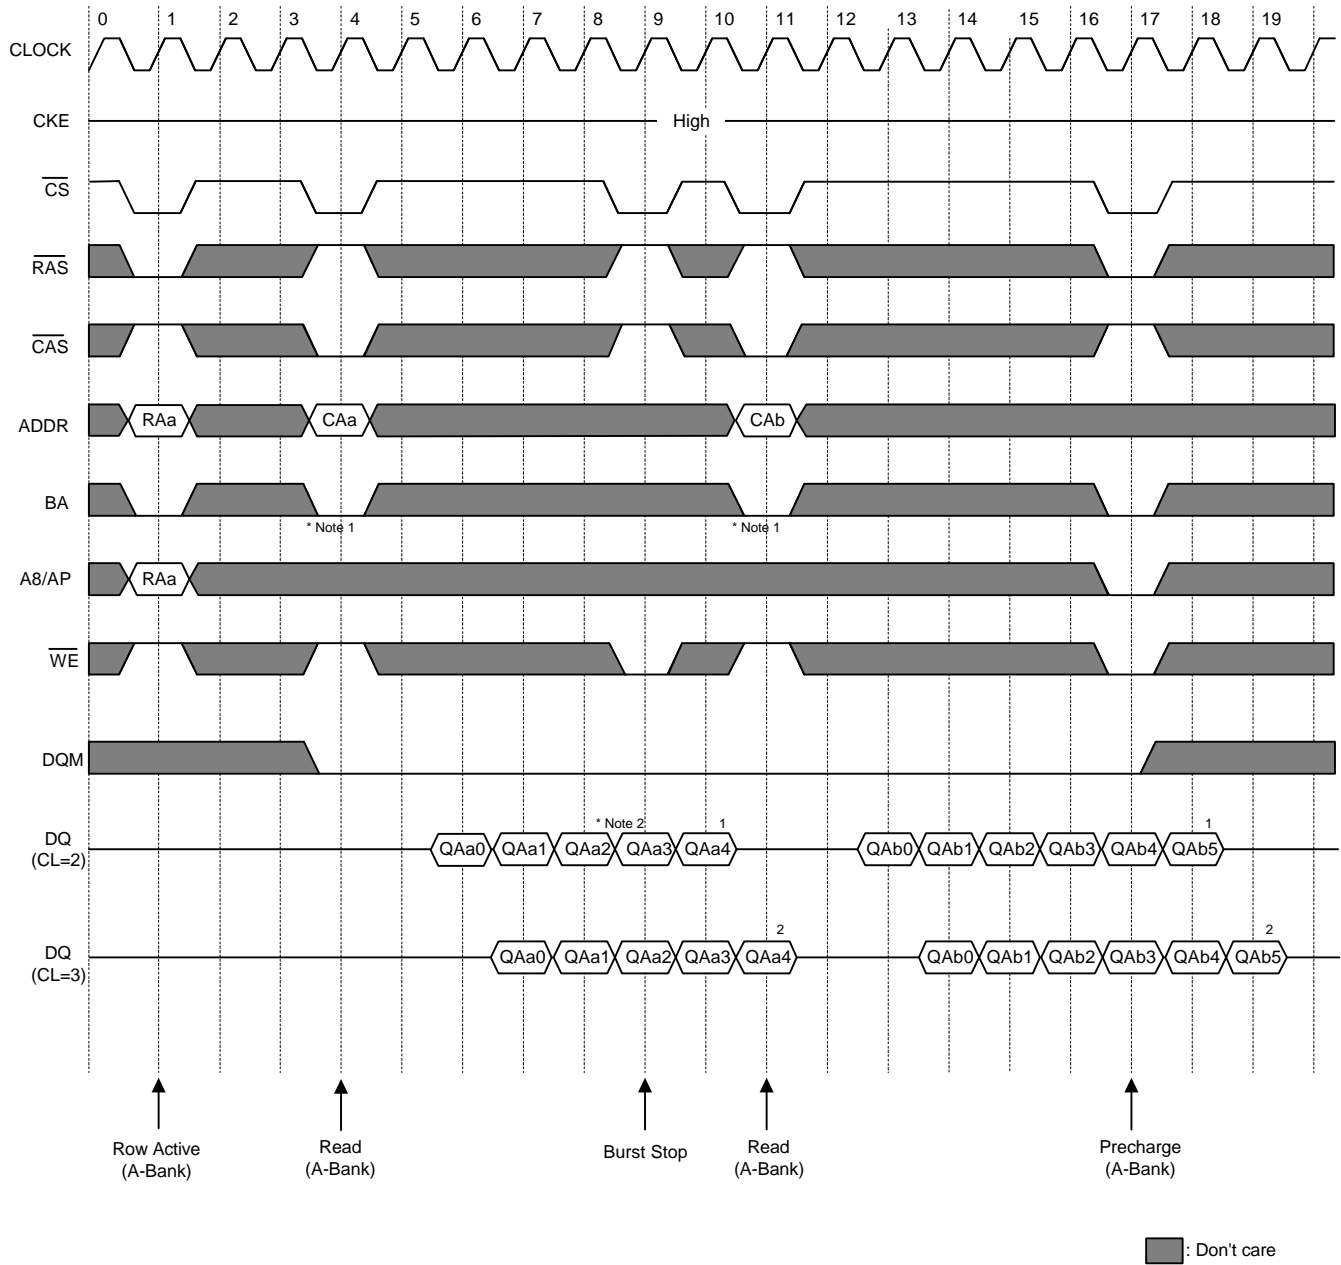 0 1 2 3 4 5 6 7 8 9 10 11 12 13 14 15 16 17 18 19
CLOCK
CKE High
CS
RAS
CAS
ADDR RAa CAa CAb
BA
* Note 1 * Note 1
A8/AP RAa
WE
DQM
* Note 2 1 1
DQ
(CL=2) QAa0 QAa1 QAa2 QAa3 QAa4 QAb0 QAb1 QAb2 QAb3 QAb4 QAb5
2 2
DQ
(CL=3) QAa0 QAa1 QAa2 QAa3 QAa4 QAb0 QAb1 QAb2 QAb3 QAb4 QAb5
Row Active
(A-Bank)
Read
(A-Bank)
Burst Stop
Read
(A-Bank)
Precharge
(A-Bank)
: Don't care